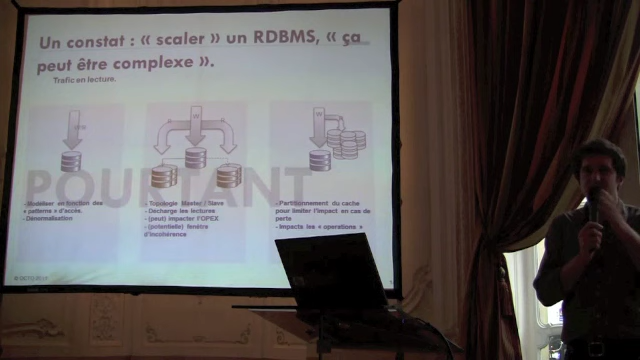 Un constat : « scaler » un RDBMS, « ça
peut être complexe ».
Trafic en lecture.
POURTANT
- Modéliser en fonction des
« patterns » d'accès.
- Dénormalisation
- Topologie Master / Slave
- Décharge les lectures
- (peut) impacter l'OPEX
- (potentielle) fenêtre
d'incohérence
- Partitionnement du cache
pour limiter l'impact en cas de
perte
- Impacts les « operations »